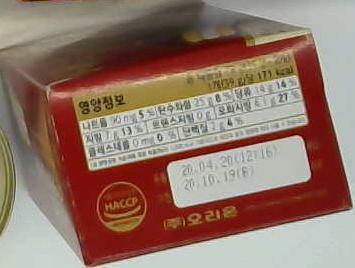 영양정보
1개(39 g)당 171 kcal
나트륨 90 mg 5 % 탄수화물 25 g 8 % 당류 14 g 14 %
지방 7 g 13 % 트랜스지방 0 g 포화지방 4.1 g 27 %
콜레스테롤 0 mg 0 % 단백질 2 g 4 %
20.04.20(12:16)
20.10.19(8)
HACCP
(주)오리온